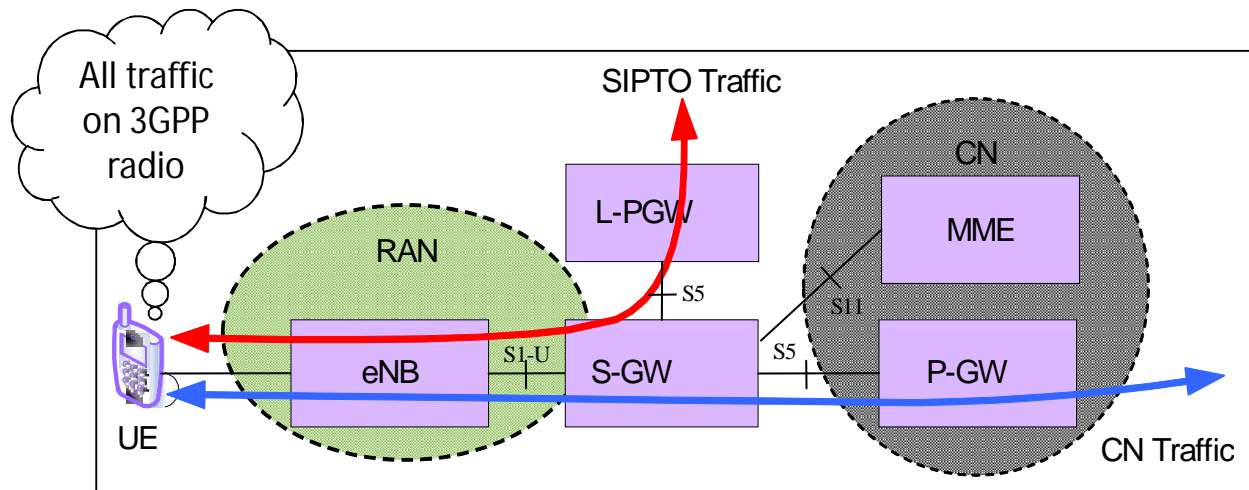 All traffic
on 3GPP
radio
SIPTO Traffic
CN
L-PGW
MME
RAN
S5
S11
eNB
S1-U
S-GW
S5
P-GW
UE
CN Traffic